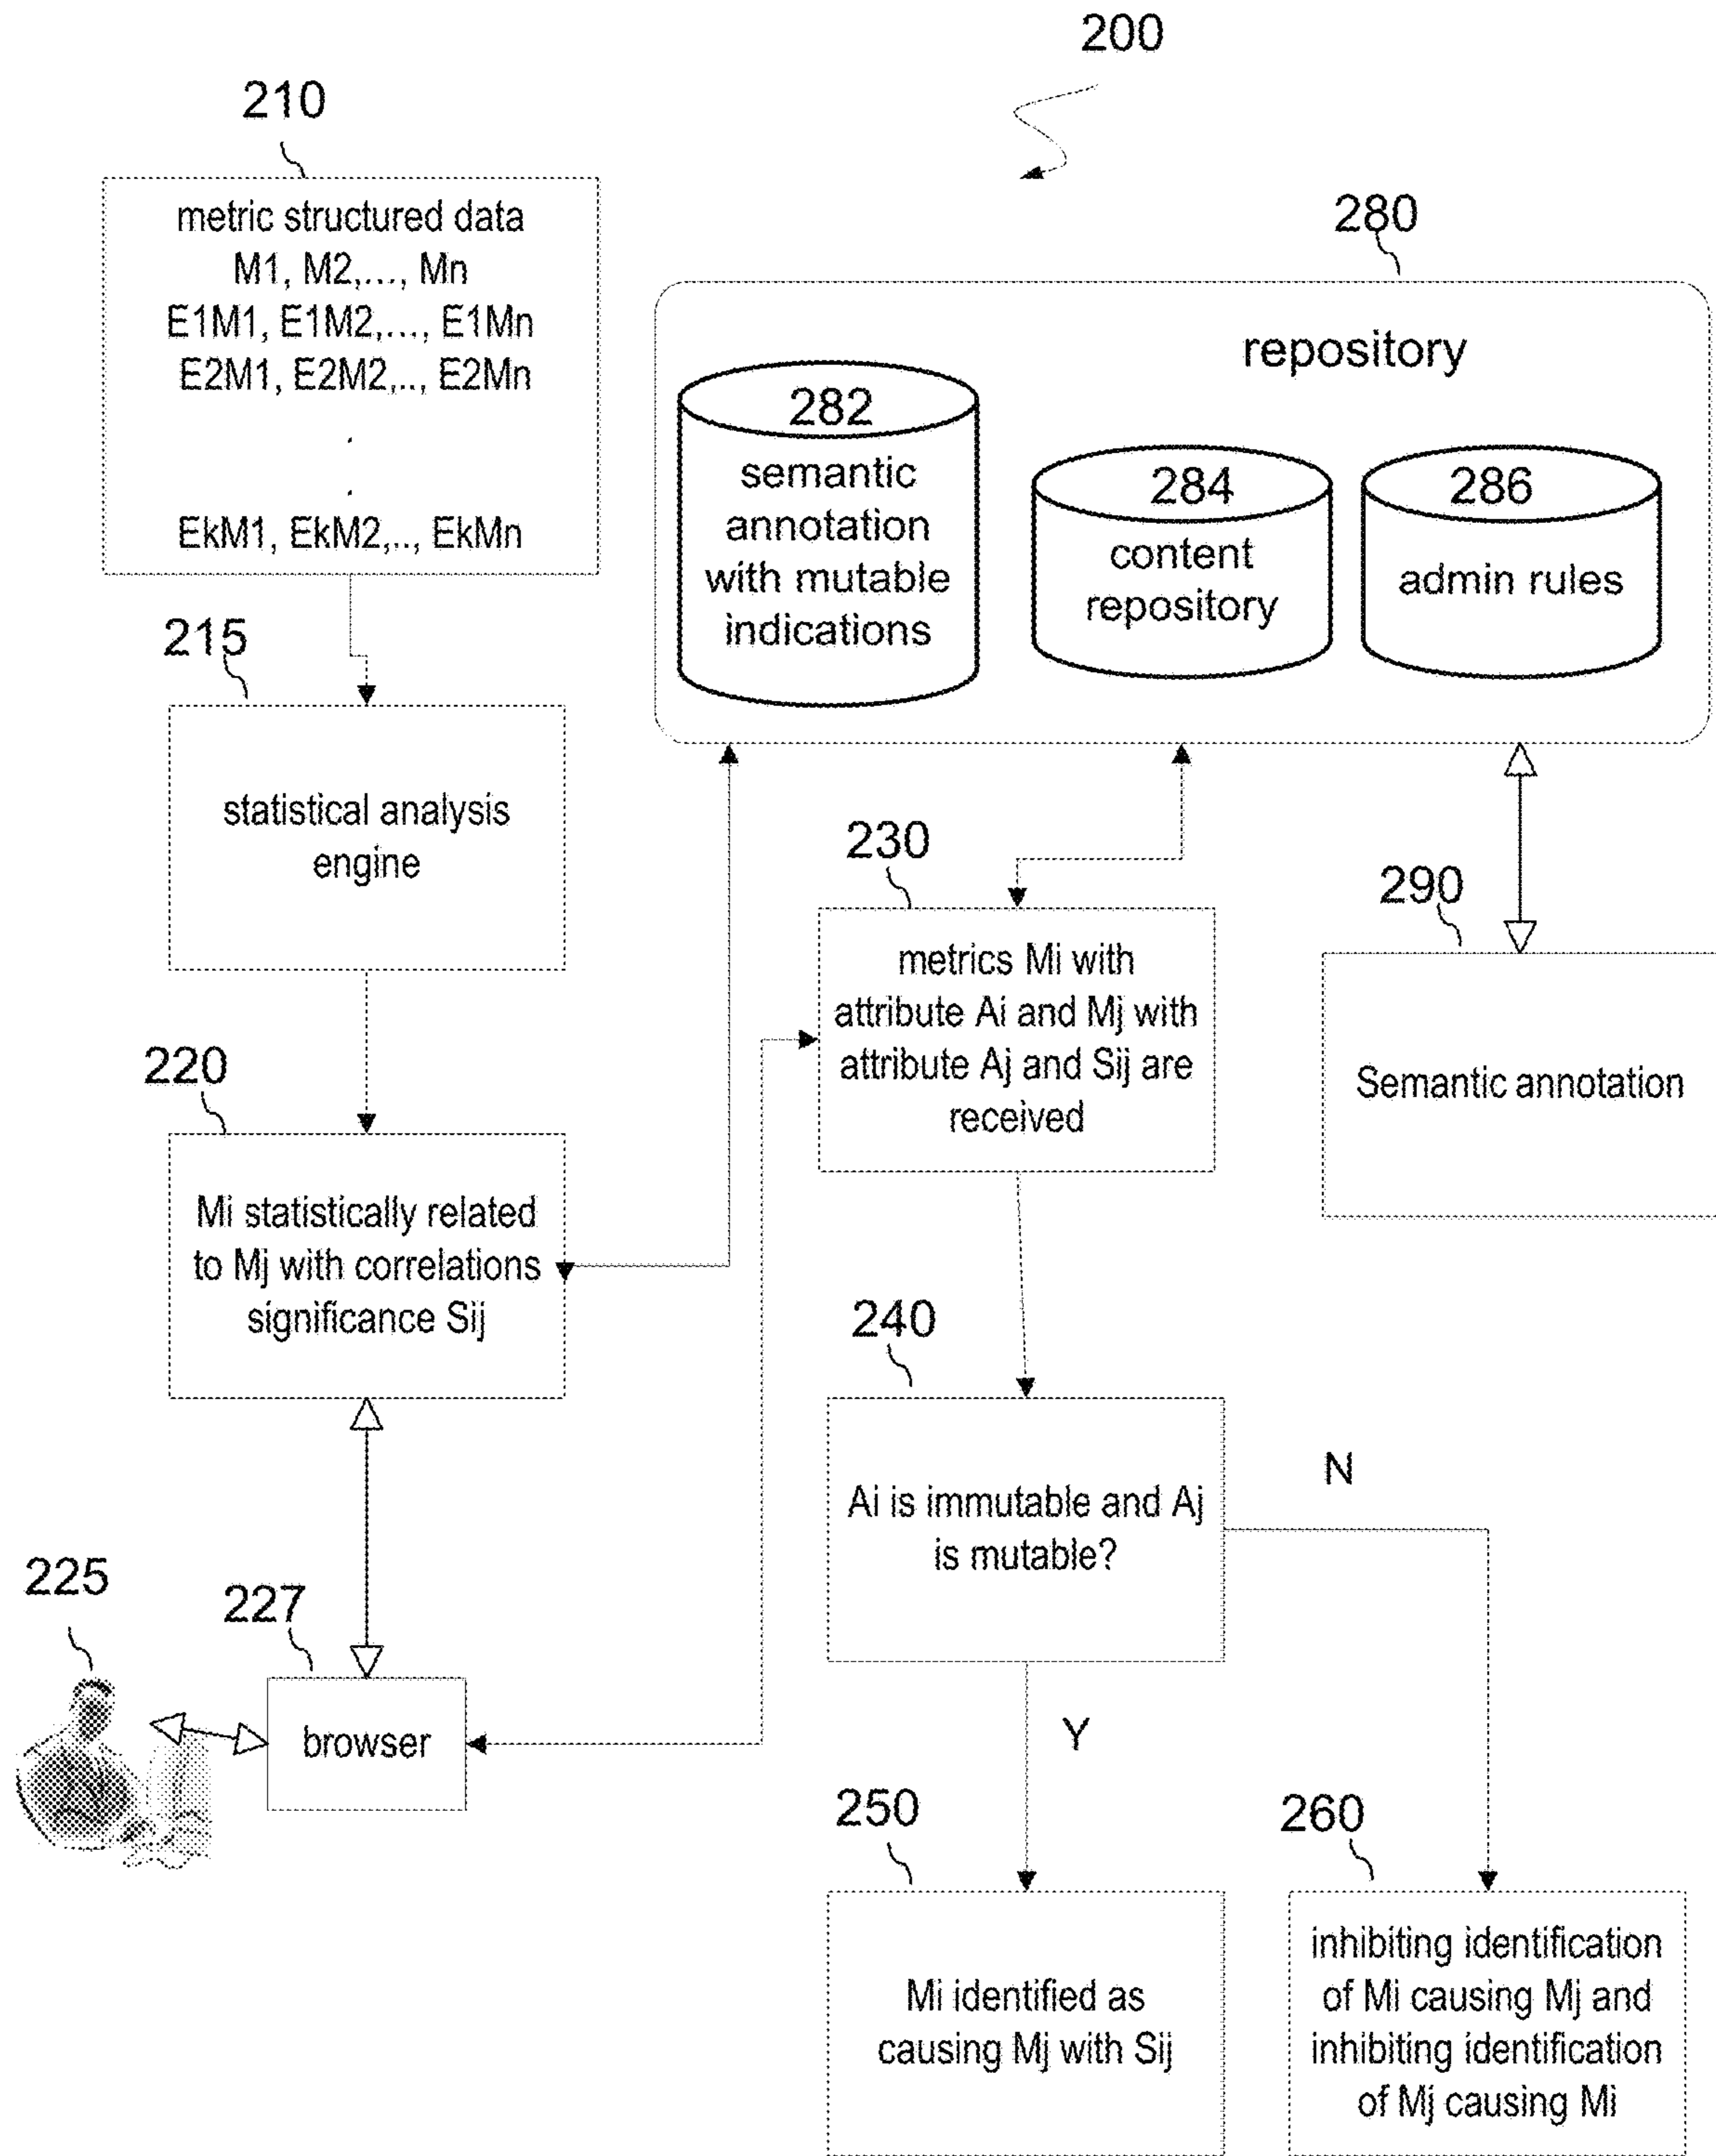 200
210
metric structured data
M1, M2,..., Mn
E1M1, E1M2,..., E1Mn
E2M1, E2M2,.., E2Mn
.
.
EkM1, EkM2,.., EkMn
280
repository
282
semantic
annotation
with mutable
indications
284
content
repository
286
admin rules
215
statistical analysis
engine
230
metrics Mi with
attribute Ai and Mj with
attribute Aj and Sij are
received
290
Semantic annotation
220
Mi statistically related
to Mj with correlations
significance Sij
240
Ai is immutable and Aj
is mutable?
N
Y
225
227
browser
250
Mi identified as
causing Mj with Sij
260
inhibiting identification
of Mi causing Mj and
inhibiting identification
of Mj causing Mi